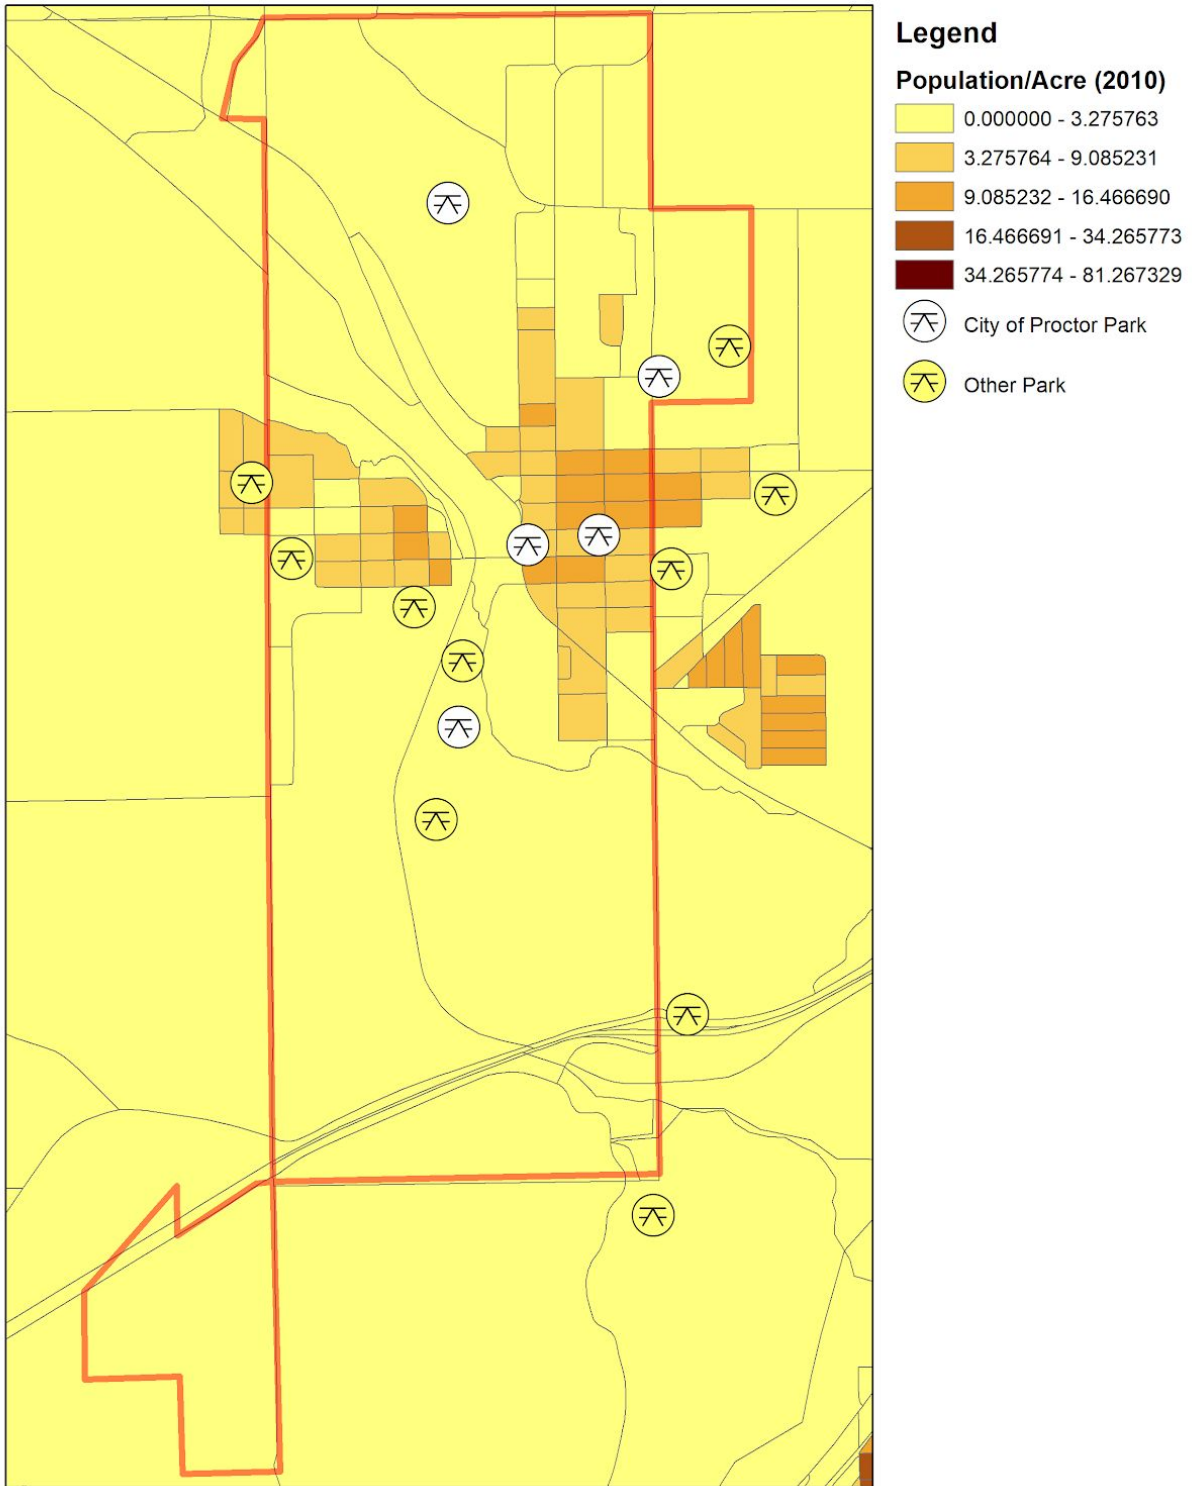 Legend
Population/Acre (2010)
0.000000 - 3.275763
3.275764 - 9.085231
9.085232 - 16.466690
16.466691 - 34.265773
34.265774 - 81.267329
City of Proctor Park
Other Park